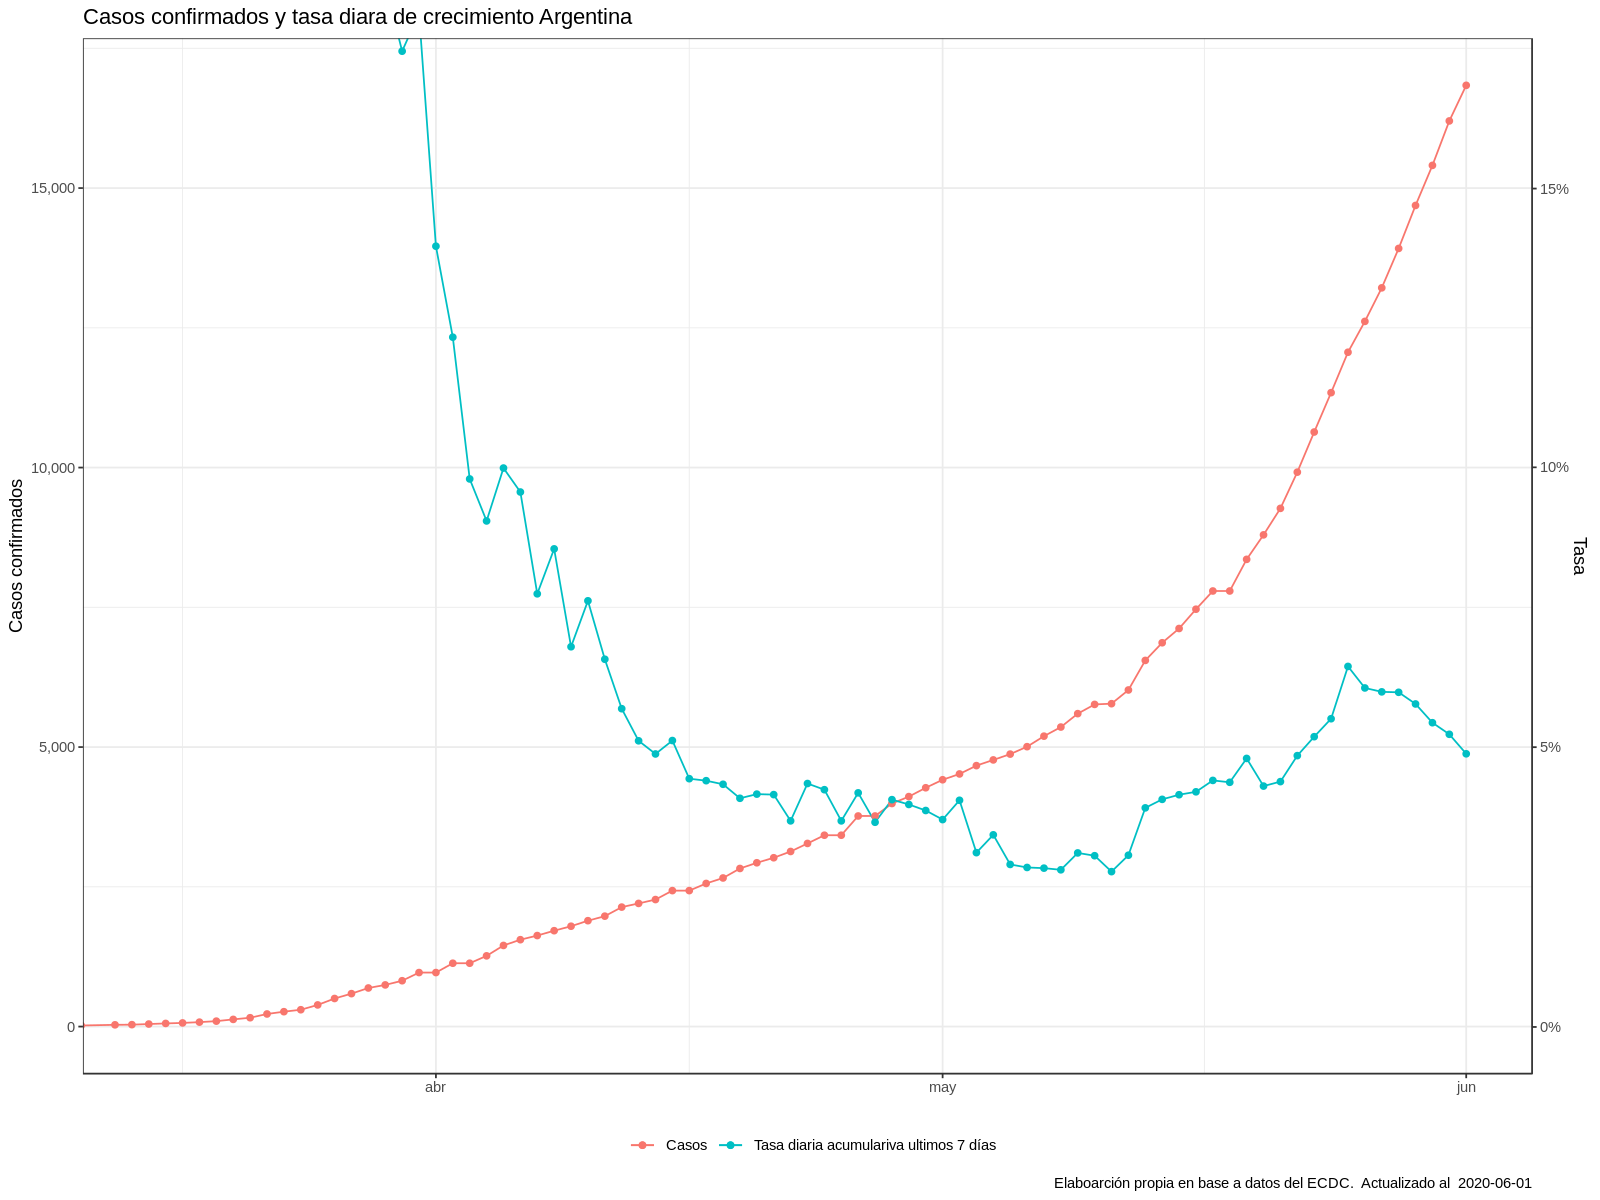 Casos confirmados y tasa diara de crecimiento Argentina
Casos confirmados
15,000
10,000
5,000
0
15%
10%
5%
0%
Tasa
abr
may
jun
Casos
Tasa diaria acumulariva ultimos 7 días
Elaboarción propia en base a datos del ECDC.  Actualizado al  2020-06-01